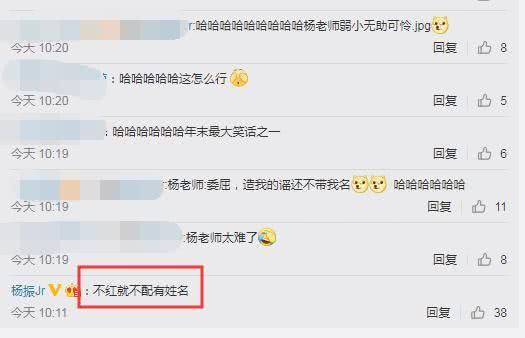 r:哈哈哈哈哈哈哈哈哈杨老师弱小无助可怜.jpg
今天 10:20 回复 8
：哈哈哈哈哈这怎么行
今天 10:20 回复 5
：哈哈哈哈哈哈年末最大笑话之一
今天 10:19 回复 6
:杨老师:委屈，造我的谣还不带我名 哈哈哈哈哈哈
今天 10:19 回复 11
:杨老师太难了
今天 10:19 回复 8
杨振Jr V ：不红就不配有姓名
今天 10:11 回复 38